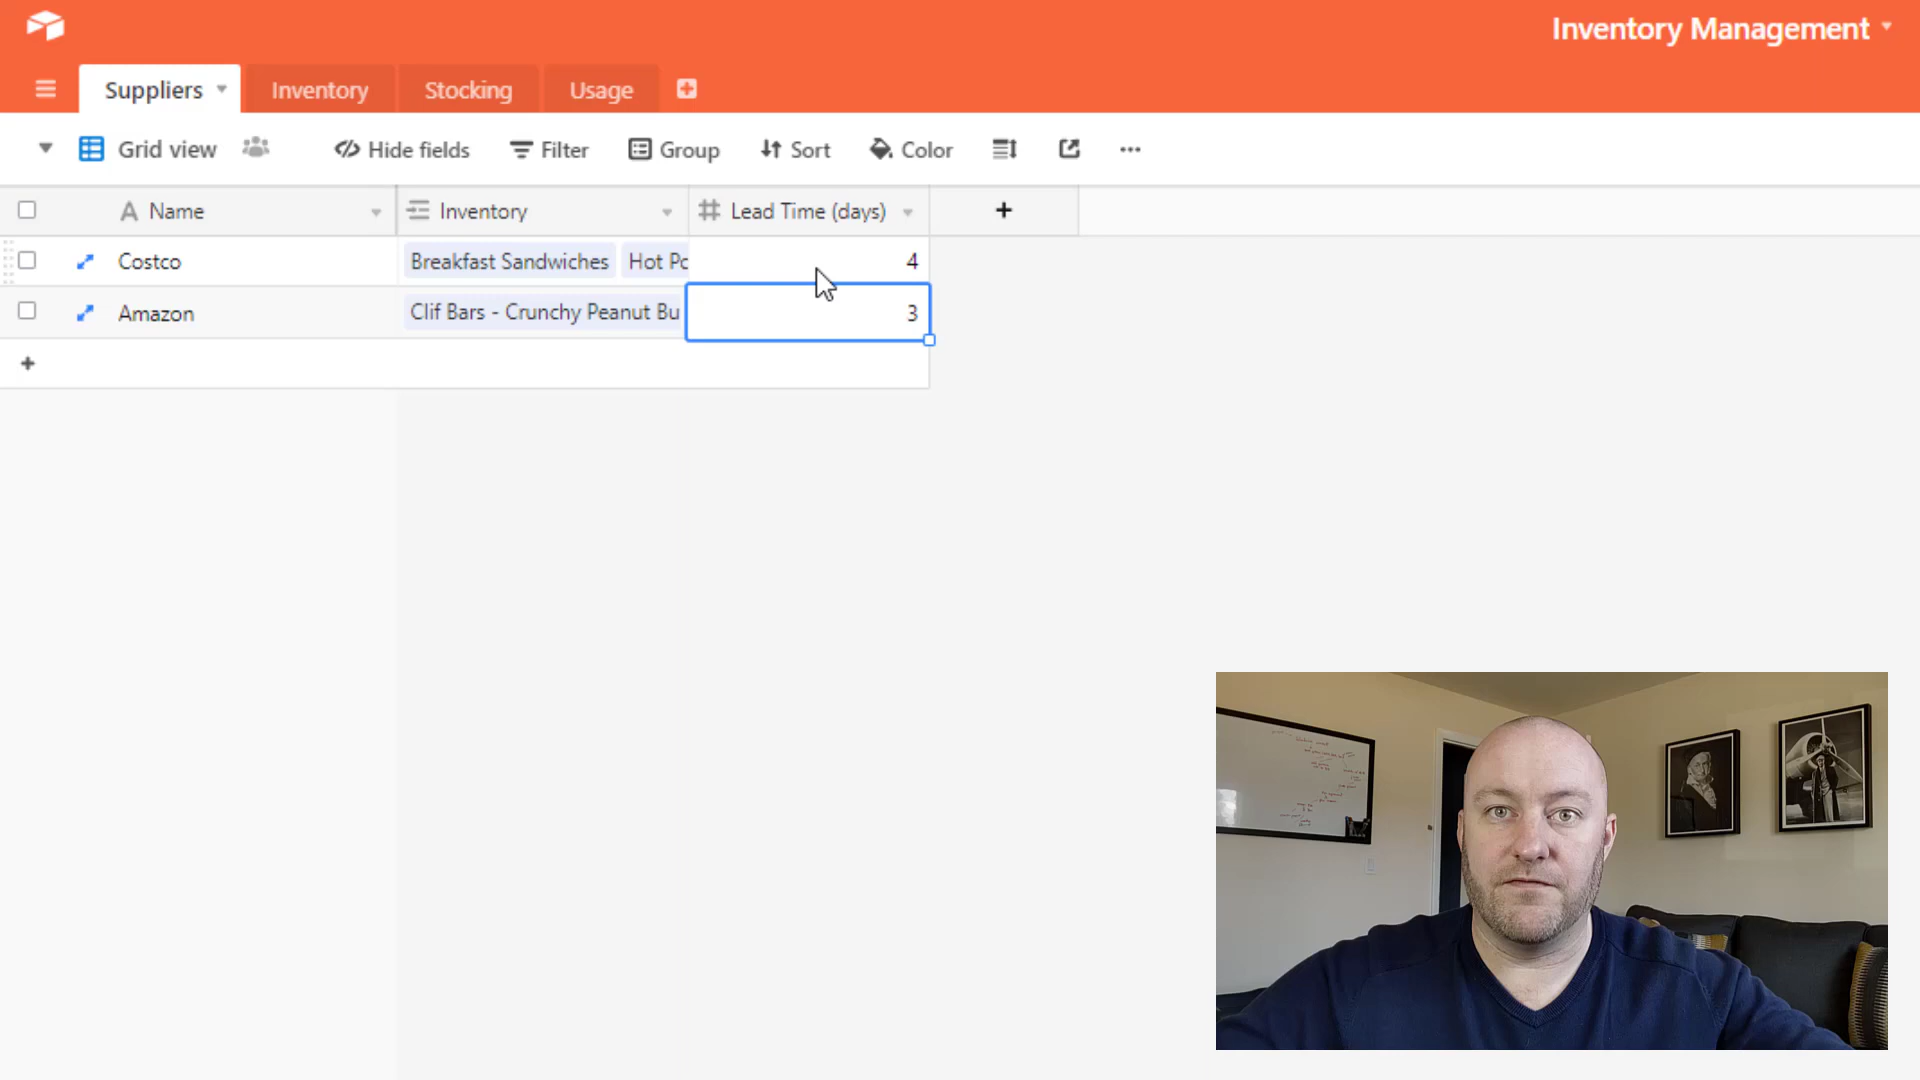 Inventory Management
Suppliers Inventory Stocking Usage
Grid view Hide fields Filter Group Sort Color
Name Inventory Lead Time (days)
Costco Breakfast Sandwiches Hot Po 4
Amazon Clif Bars - Crunchy Peanut Bu 3